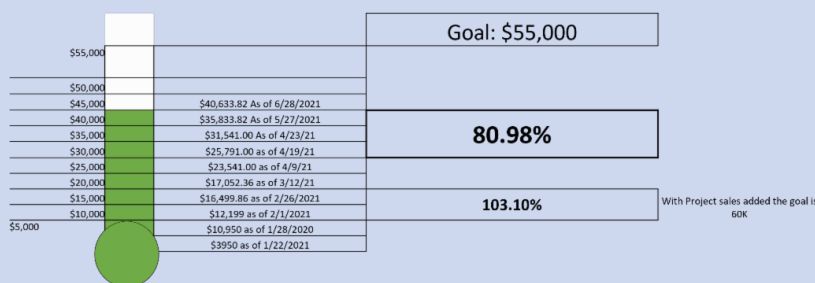 Goal: $55,000
$55,000
$50,000
$45,000
$40,633.82 As of 6/28/2021
$40,000
$35,833.82 As of 5/27/2021
80.98%
$35,000
$31,541.00 As of 4/23/21
$30,000
$25,791.00 as of 4/19/21
$25,000
$23,541.00 as of 4/9/21
$20,000
$17,052.36 as of 3/12/21
$15,000
$16,499.86 as of 2/26/2021
103.10%
With Project sales added the goal is
60K
$10,000
$12,199 as of 2/1/2021
$5,000
$10,950 as of 1/28/2020
$3950 as of 1/22/2021